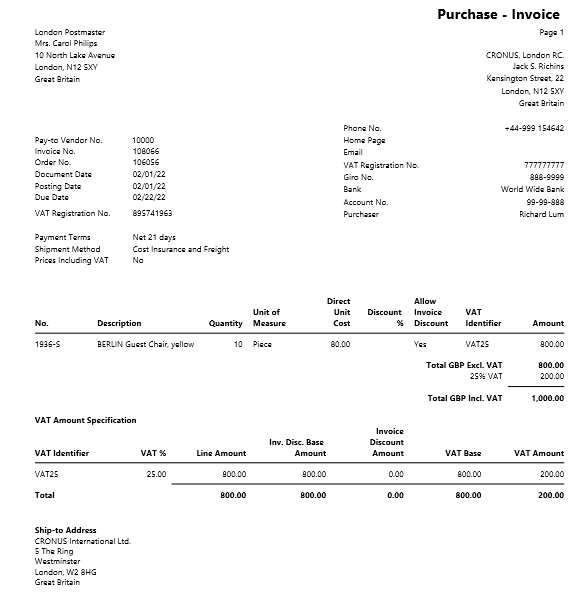 Purchase - Invoice
London Postmaster
Page 1
Mrs. Carol Philips
10 North Lake Avenue
CRONUS, London RC.
London, N12 5XY
Jack S. Richins
Great Britain
Kensington Street, 22
London, N12 5XY
Great Britain
Phone No. +44-999 154642
Pay-to Vendor No. 10000
Home Page
Invoice No. 108066
Email
Order No. 106056
VAT Registration No. 777777777
Document Date 02/01/22
Giro No. 888-9999
Posting Date 02/01/22
Bank World Wide Bank
Due Date 02/22/22
Account No. 99-99-888
VAT Registration No. 895741963
Purchaser Richard Lum
Payment Terms Net 21 days
Shipment Method Cost Insurance and Freight
Prices Including VAT No
Direct Allow
Unit of Unit Discount Invoice VAT
No. Description Quantity Measure Cost % Discount Identifier Amount
1936-S BERLIN Guest Chair, yellow 10 Piece 80.00 Yes VAT25 800.00
Total GBP Excl. VAT 800.00
25% VAT 200.00
Total GBP Incl. VAT 1,000.00
VAT Amount Specification
Invoice
Inv. Disc. Base Discount
VAT Identifier VAT % Line Amount Amount Amount VAT Base VAT Amount
VAT25 25.00 800.00 800.00 0.00 800.00 200.00
Total 800.00 800.00 0.00 800.00 200.00
Ship-to Address
CRONUS International Ltd.
5 The Ring
Westminster
London, W2 8HG
Great Britain